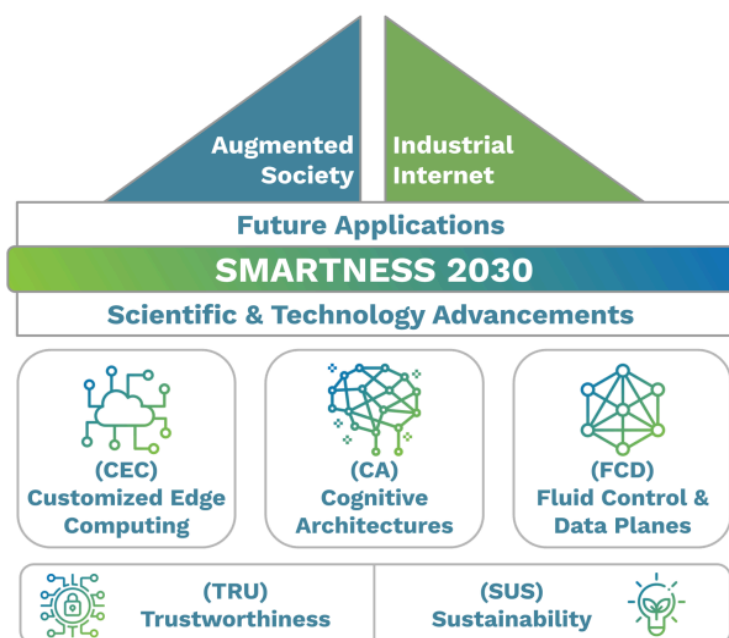 Augmented
Society
Industrial
Internet
Future Applications
SMARTNESS 2030
Scientific & Technology Advancements
(CEC)
Customized Edge
Computing
(CA)
Cognitive
Architectures
(FCD)
Fluid Control &
Data Planes
(TRU)
Trustworthiness
(SUS)
Sustainability